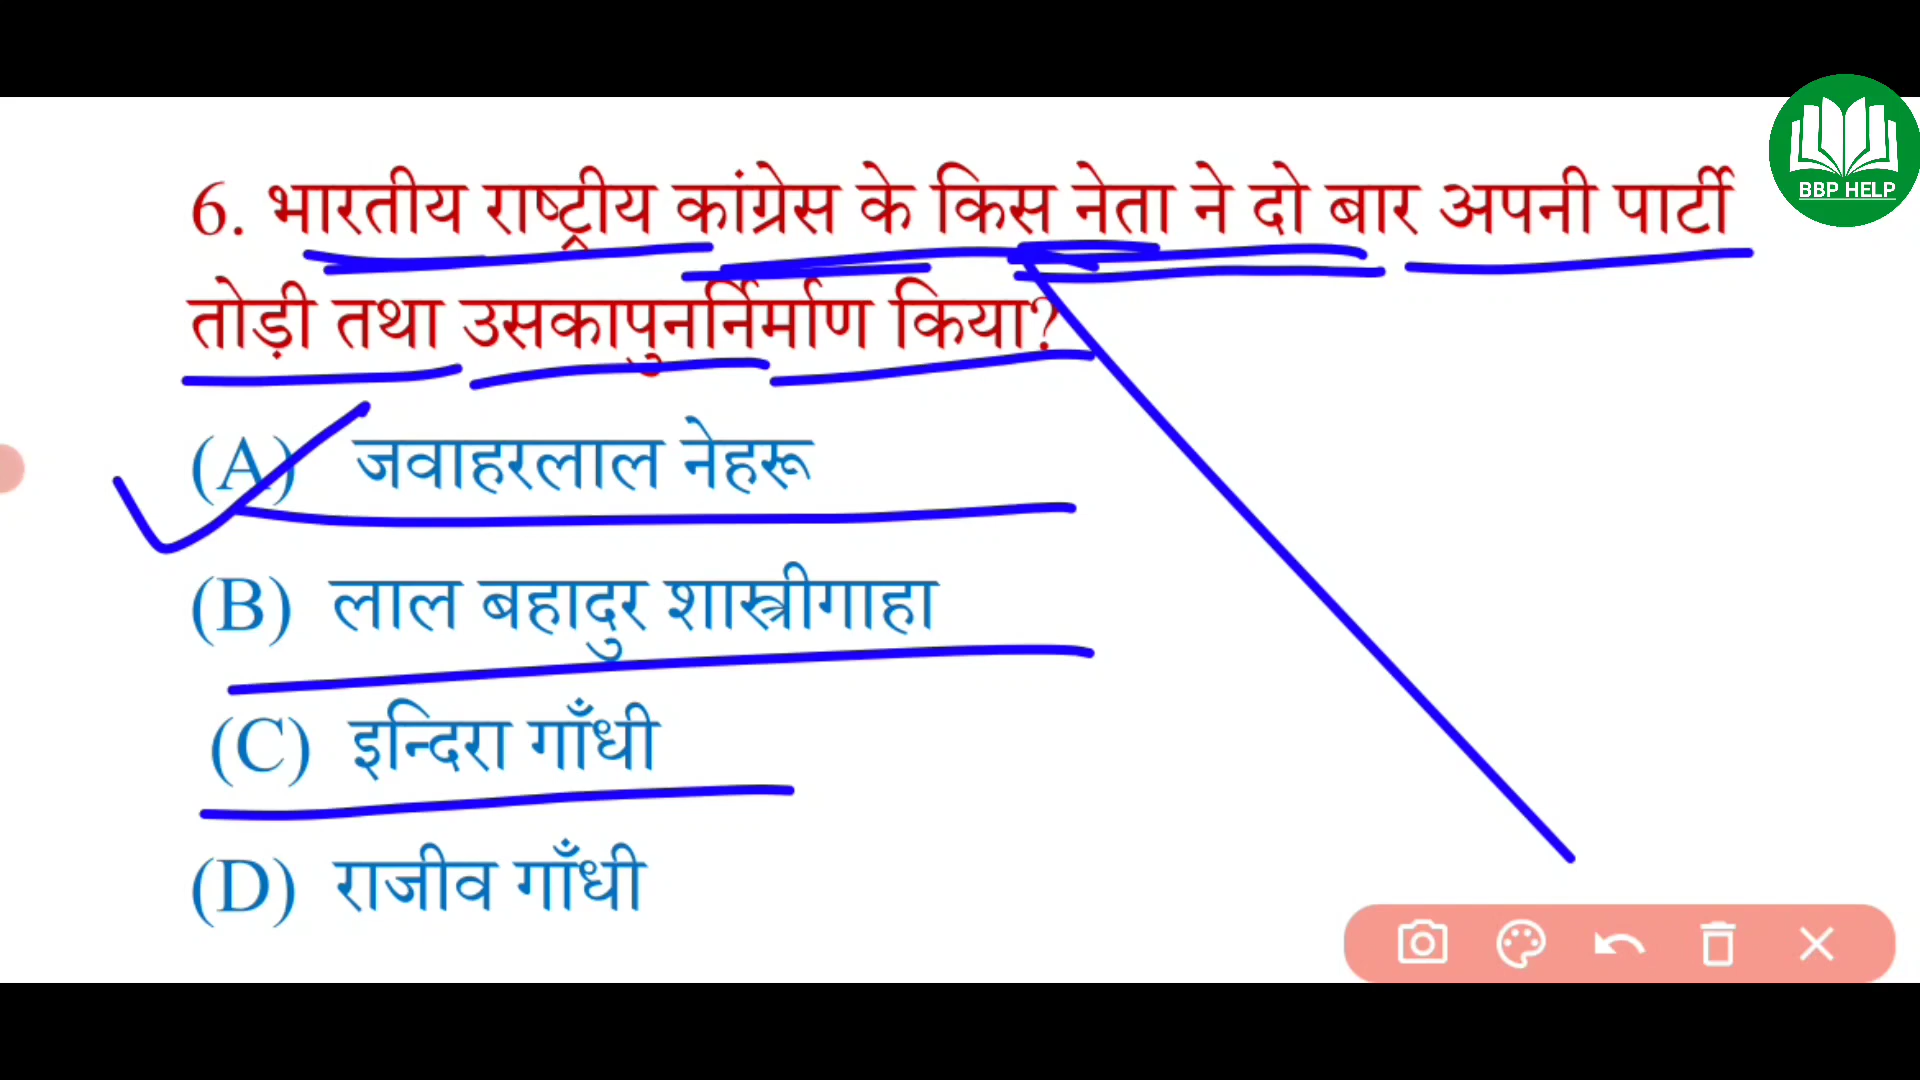 BBP HELP
6. भारतीय राष्ट्रीय कांग्रेस के किस नेता ने दो बार अपनी पार्टी
तोड़ी तथा उसकापुनर्निर्माण किया?
(A) जवाहरलाल नेहरू
(B) लाल बहादुर शास्त्रीगाहा
(C) इन्दिरा गाँधी
(D) राजीव गाँधी